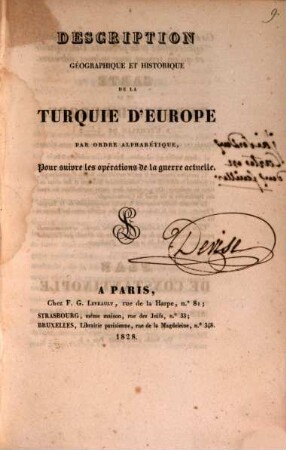 9.
DESCRIPTION
GÉOGRAPHIQUE ET HISTORIQUE
DE LA
TURQUIE D'EUROPE
PAR ORDRE ALPHABÉTIQUE,
Pour suivre les opérations de la guerre actuelle.
Devise
A PARIS,
Chez F. G. LEVRAULT, rue de la Harpe, n.° 81;
STRASBOURG, même maison, rue des Juifs, n.° 33;
BRUXELLES, Librairie parisienne, rue de la Magdeleine, n.° 348.
1828.